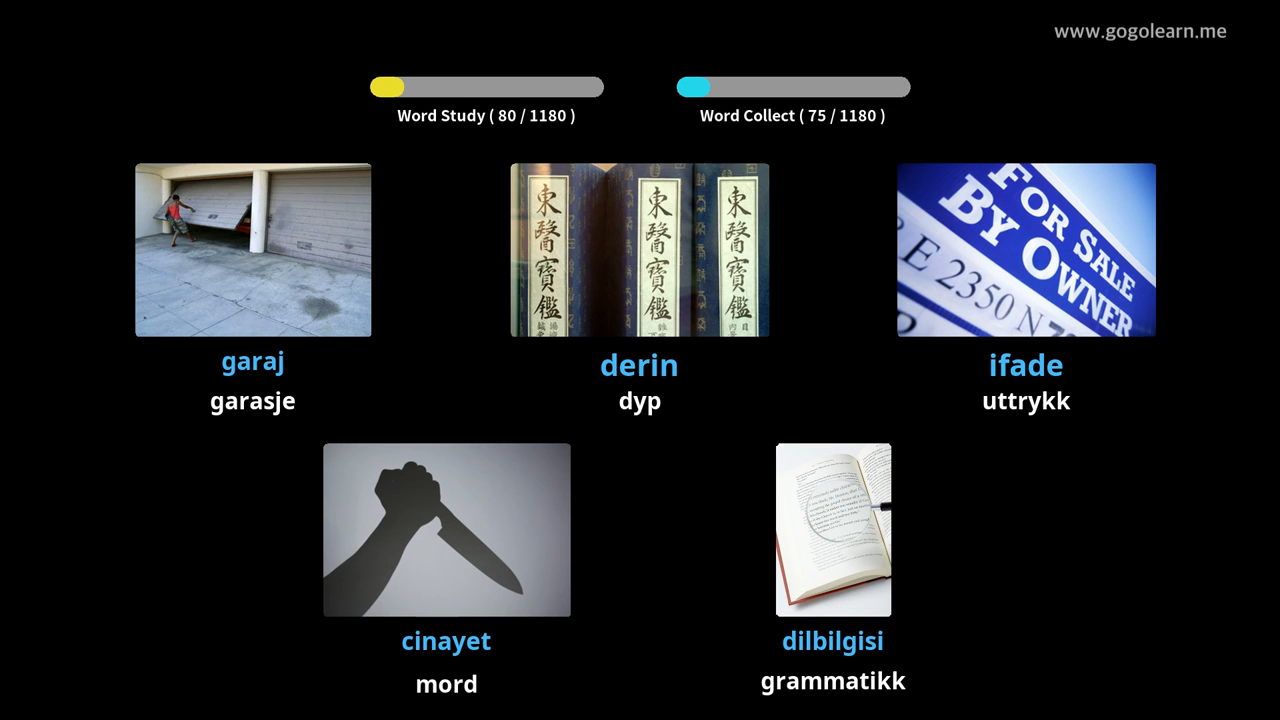 www.gogolearn.me
Word Study ( 80 / 1180 )
Word Collect ( 75 / 1180 )
東醫寶鑑
東醫寶鑑
東醫寶鑑
FOR SALE
BY OWNER
E 2350 N
garaj
garasje
derin
dyp
ifade
uttrykk
cinayet
mord
dilbilgisi
grammatikk